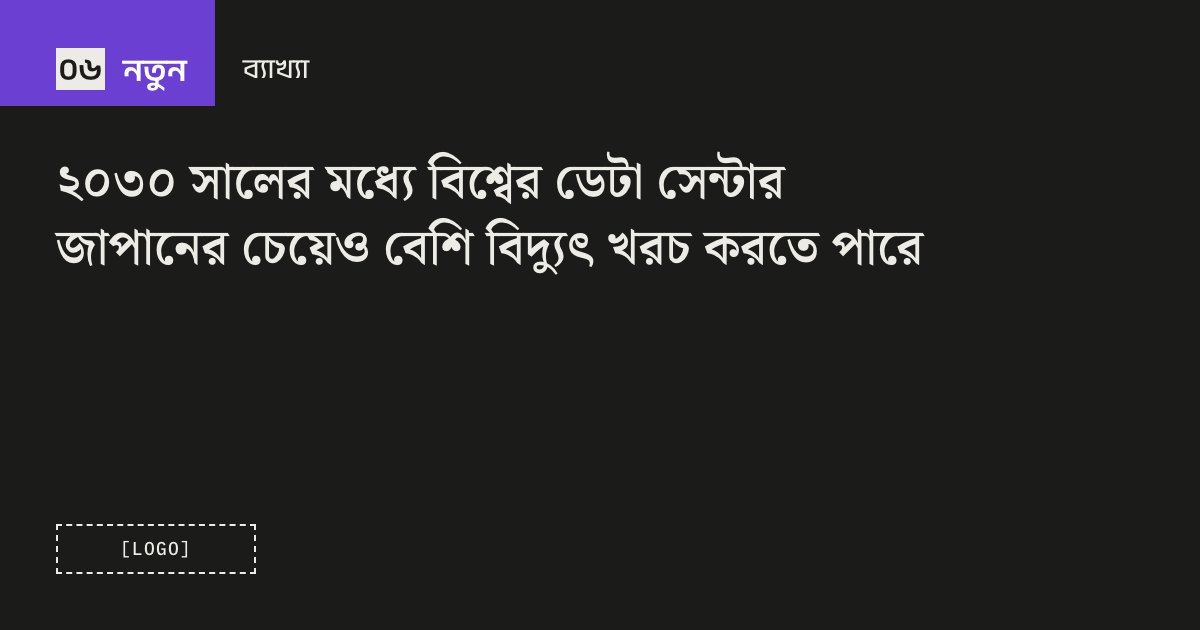 ০৬ নতুন ব্যাখ্যা
২০৩০ সালের মধ্যে বিশ্বের ডেটা সেন্টার
জাপানের চেয়েও বেশি বিদ্যুৎ খরচ করতে পারে
[LOGO]